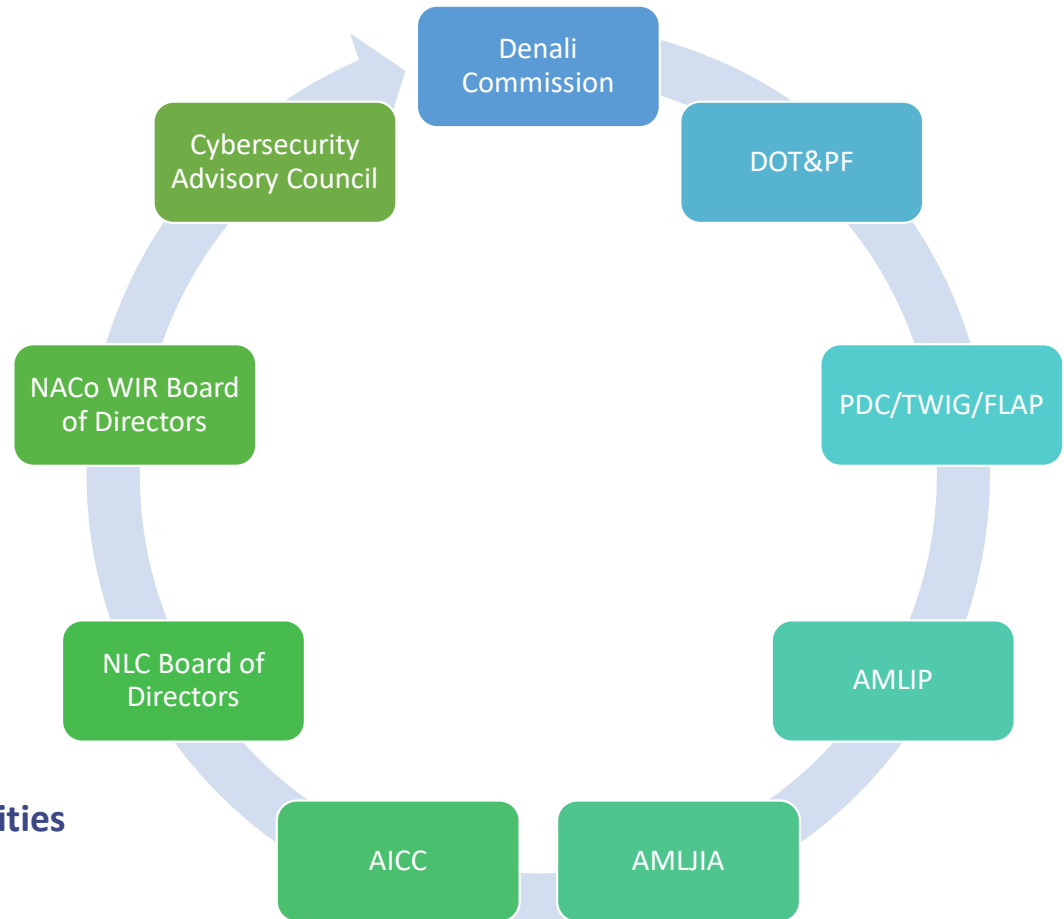 Denali
Commission
DOT&PF
PDC/TWIG/FLAP
AMLIP
AMLJIA
AICC
NLC Board of
Directors
NACo WIR Board
of Directors
Cybersecurity
Advisory Council
ities